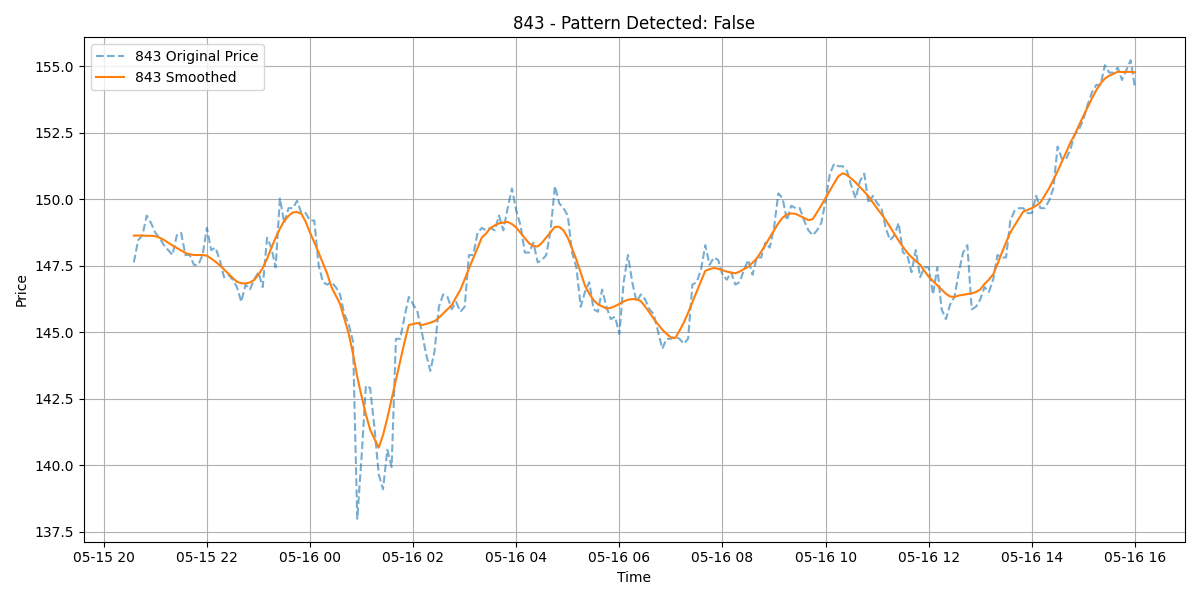 843 - Pattern Detected: False
843 Original Price
843 Smoothed
155.0
152.5
150.0
147.5
145.0
142.5
140.0
137.5
Price
05-15 20 05-15 22 05-16 00 05-16 02 05-16 04 05-16 06 05-16 08 05-16 10 05-16 12 05-16 14 05-16 16
Time